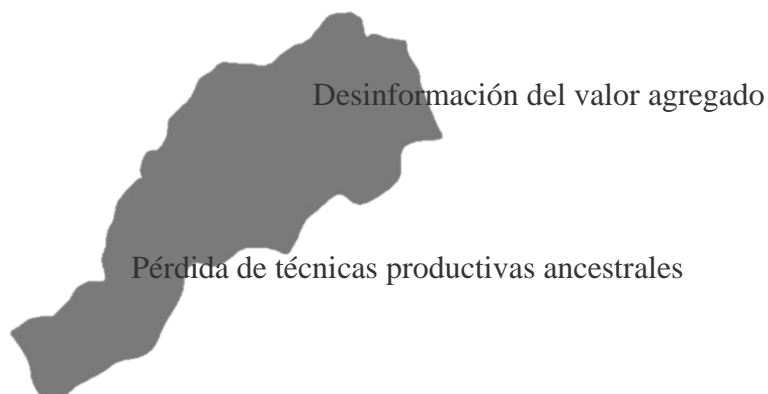 Desinformación del valor agregado
Pérdida de técnicas productivas ancestrales